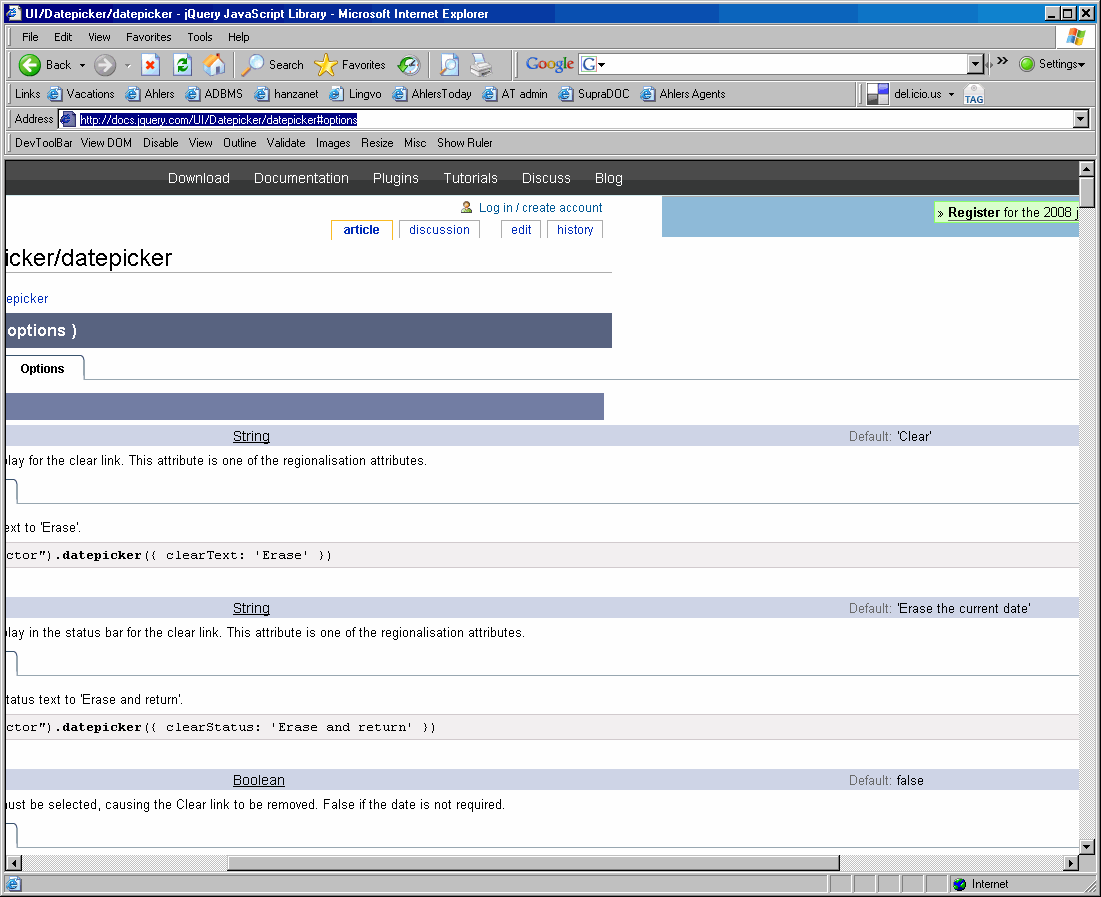 UI/Datepicker/datepicker - jQuery JavaScript Library - Microsoft Internet Explorer
File Edit View Favorites Tools Help
Back Search Favorites Google G Settings
Links Vacations Ahlers ADBMS hanzanet Lingvo AhlersToday AT admin SupraDOC Ahlers Agents del.icio.us TAG
Address http://docs.jquery.com/UI/Datepicker/datepicker#options
DevToolBar View DOM Disable View Outline Validate Images Resize Misc Show Ruler
Download Documentation Plugins Tutorials Discuss Blog
Log in / create account
» Register for the 2008 j
article discussion edit history
icker/datepicker
epicker
options )
Options
String Default: 'Clear'
lay for the clear link. This attribute is one of the regionalisation attributes.
ext to 'Erase'.
ctor").datepicker({ clearText: 'Erase' })
String Default: 'Erase the current date'
lay in the status bar for the clear link. This attribute is one of the regionalisation attributes.
tatus text to 'Erase and return'.
ctor").datepicker({ clearStatus: 'Erase and return' })
Boolean Default: false
ust be selected, causing the Clear link to be removed. False if the date is not required.
Internet